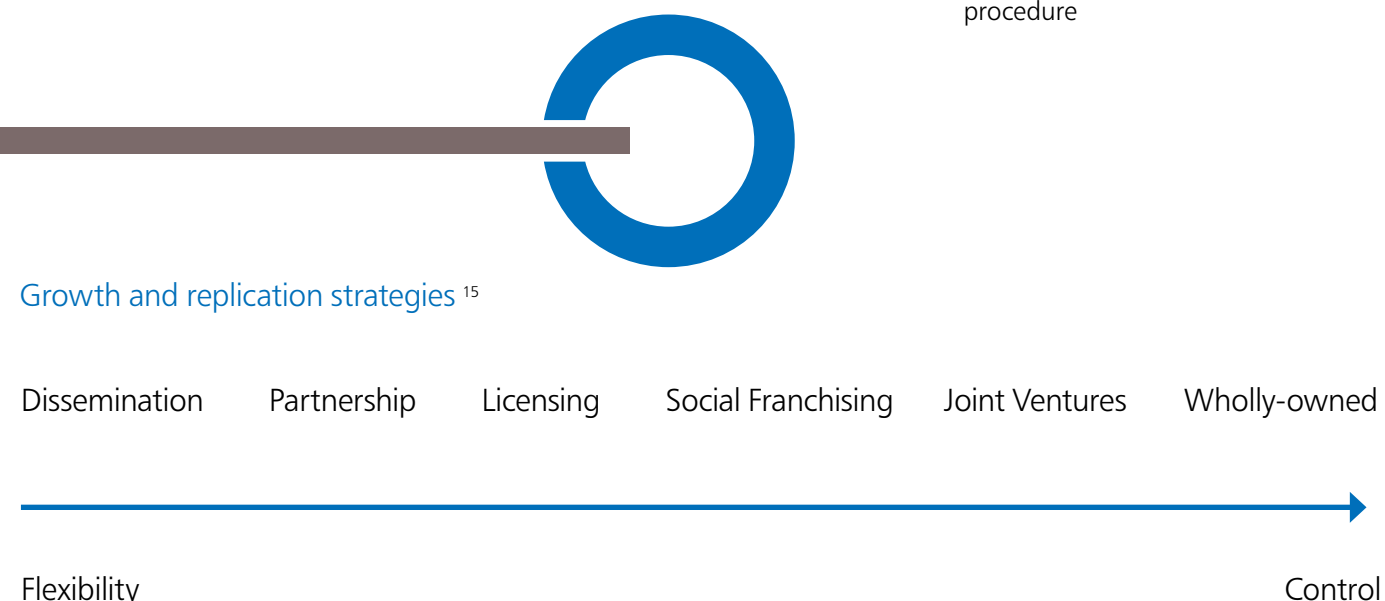 procedure
Growth and replication strategies 15
Dissemination Partnership Licensing Social Franchising Joint Ventures Wholly-owned
Flexibility Control